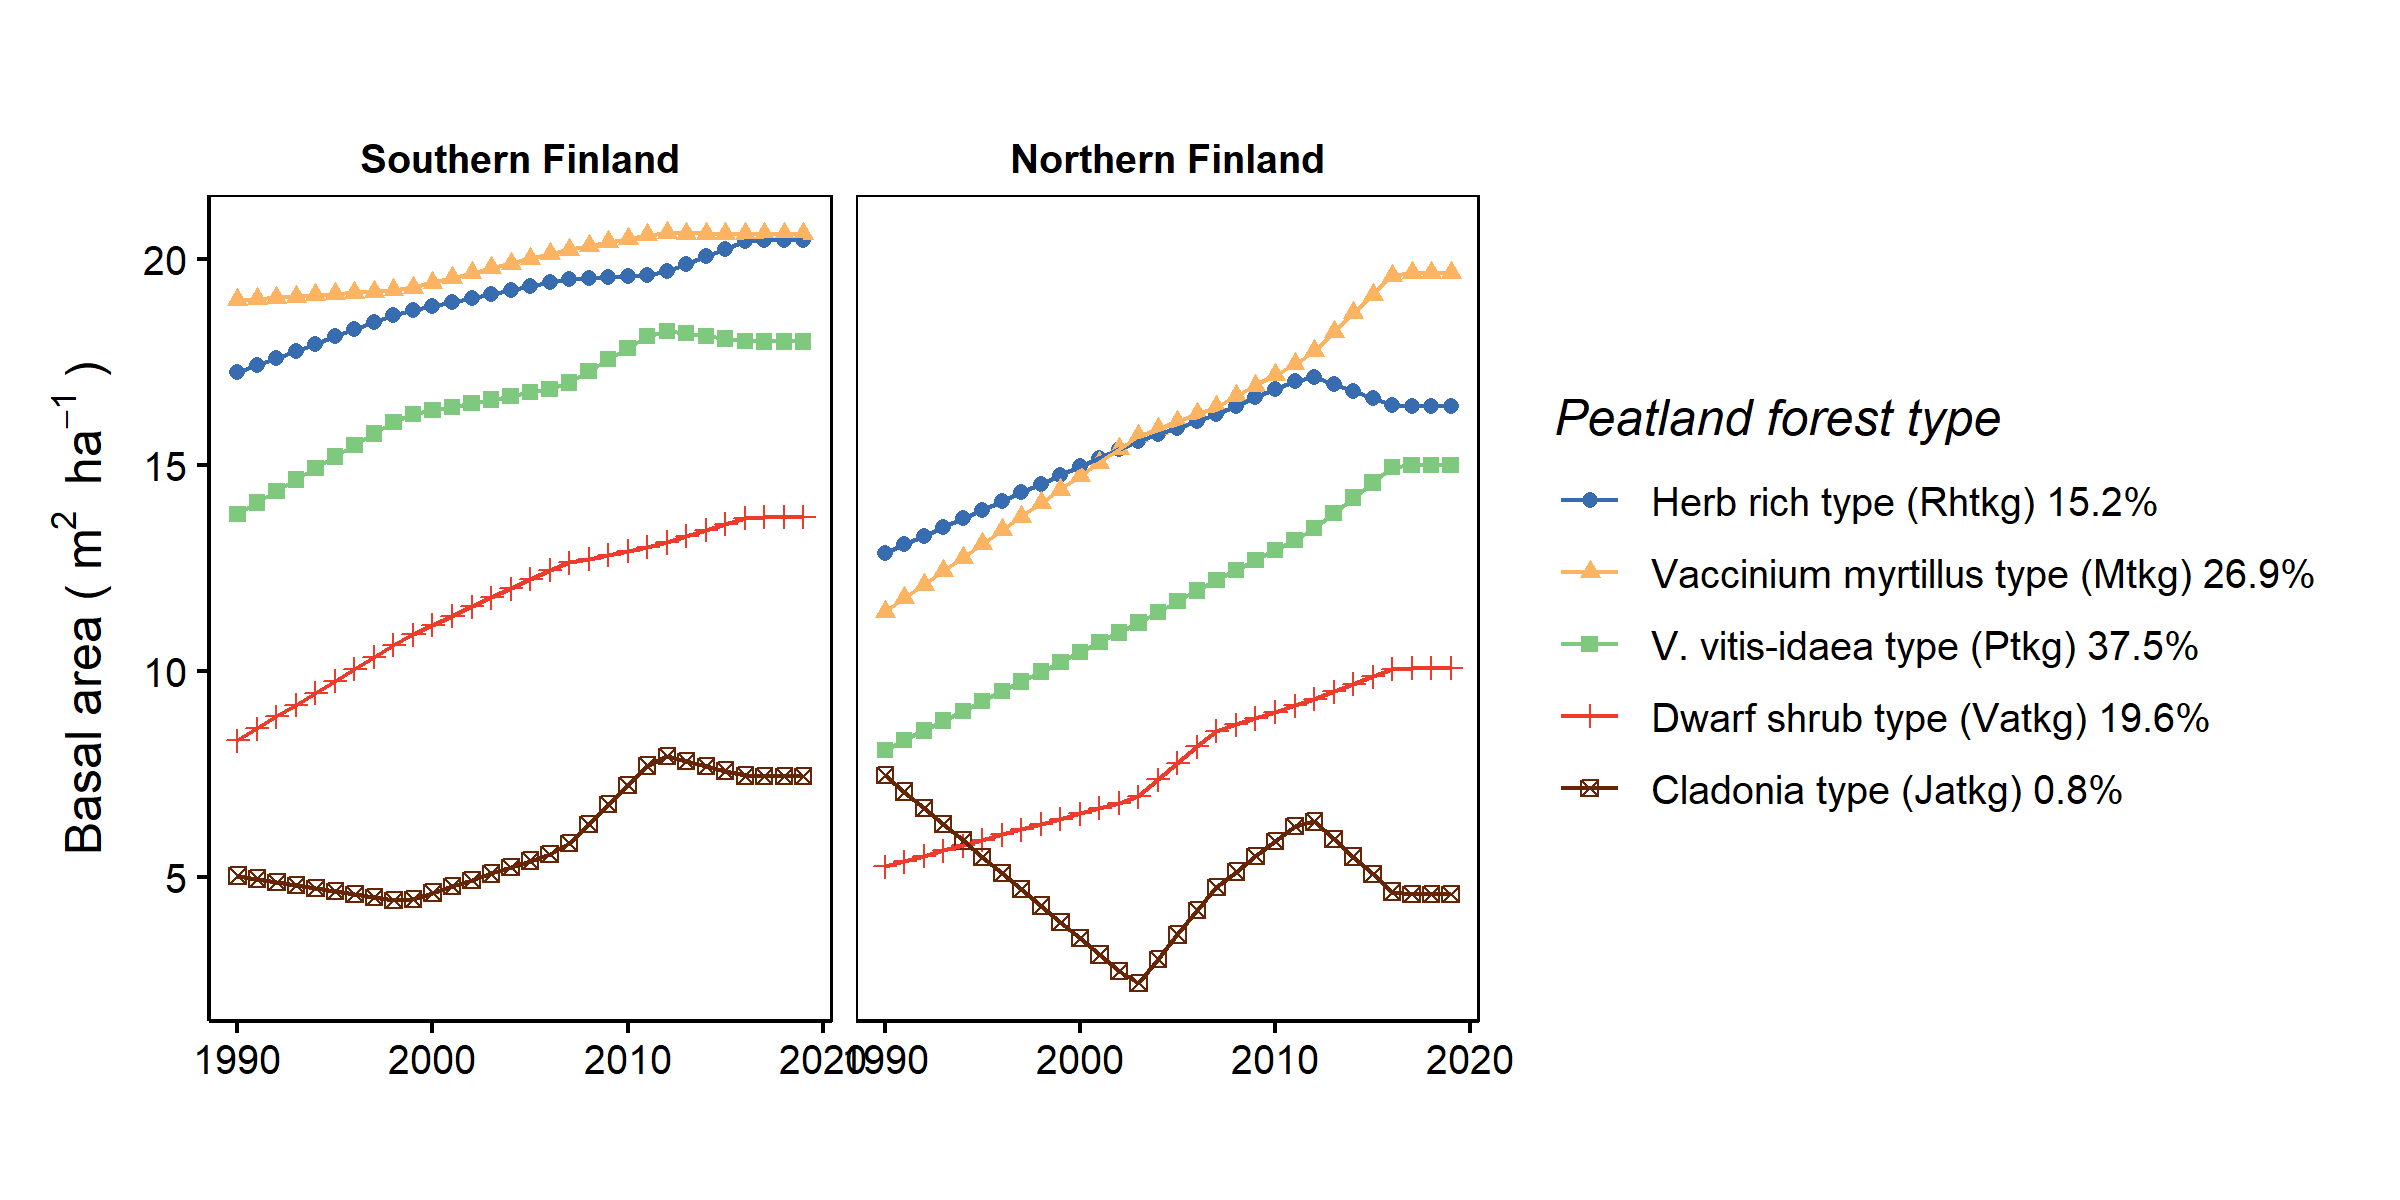 Southern Finland
Northern Finland
Basal area ( m² ha⁻¹ )
20
15
10
5
1990 2000 2010 2020
1990 2000 2010 2020
Peatland forest type
Herb rich type (Rhtkg) 15.2%
Vaccinium myrtillus type (Mtkg) 26.9%
V. vitis-idaea type (Ptkg) 37.5%
Dwarf shrub type (Vatkg) 19.6%
Cladonia type (Jatkg) 0.8%